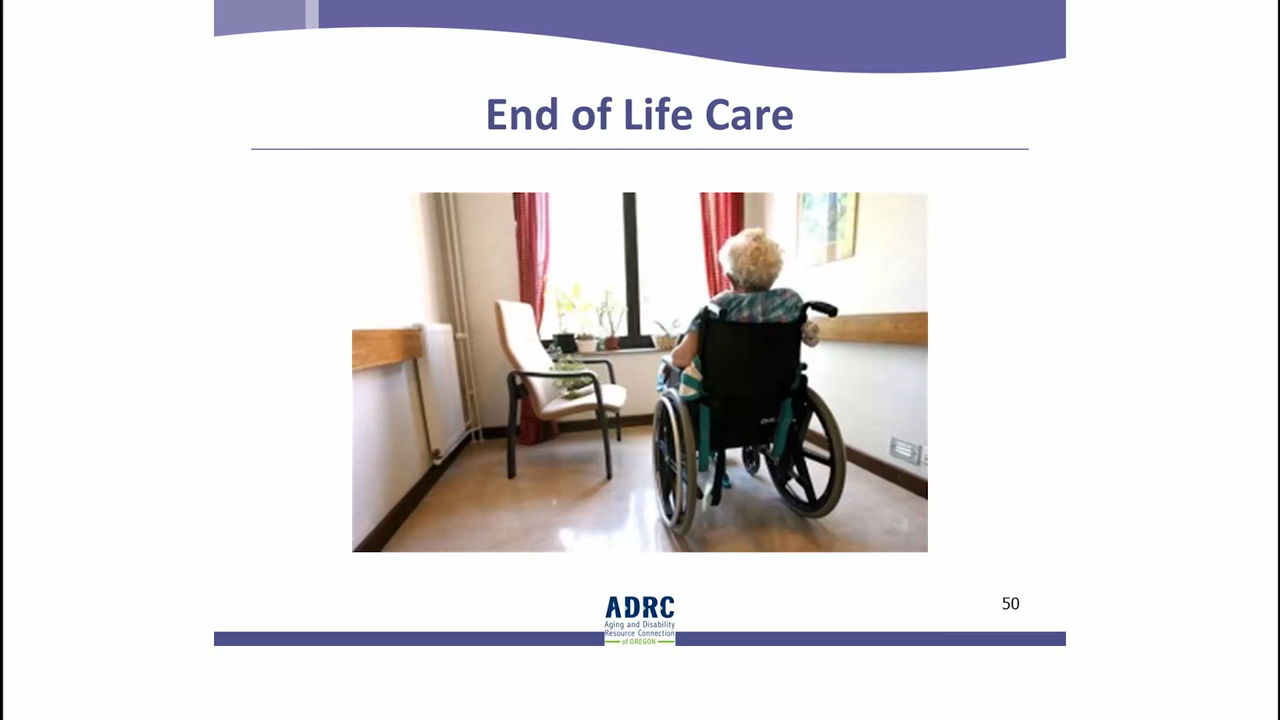 End of Life Care
50
ADRC
Aging and Disability
Resource Connection
of OREGON